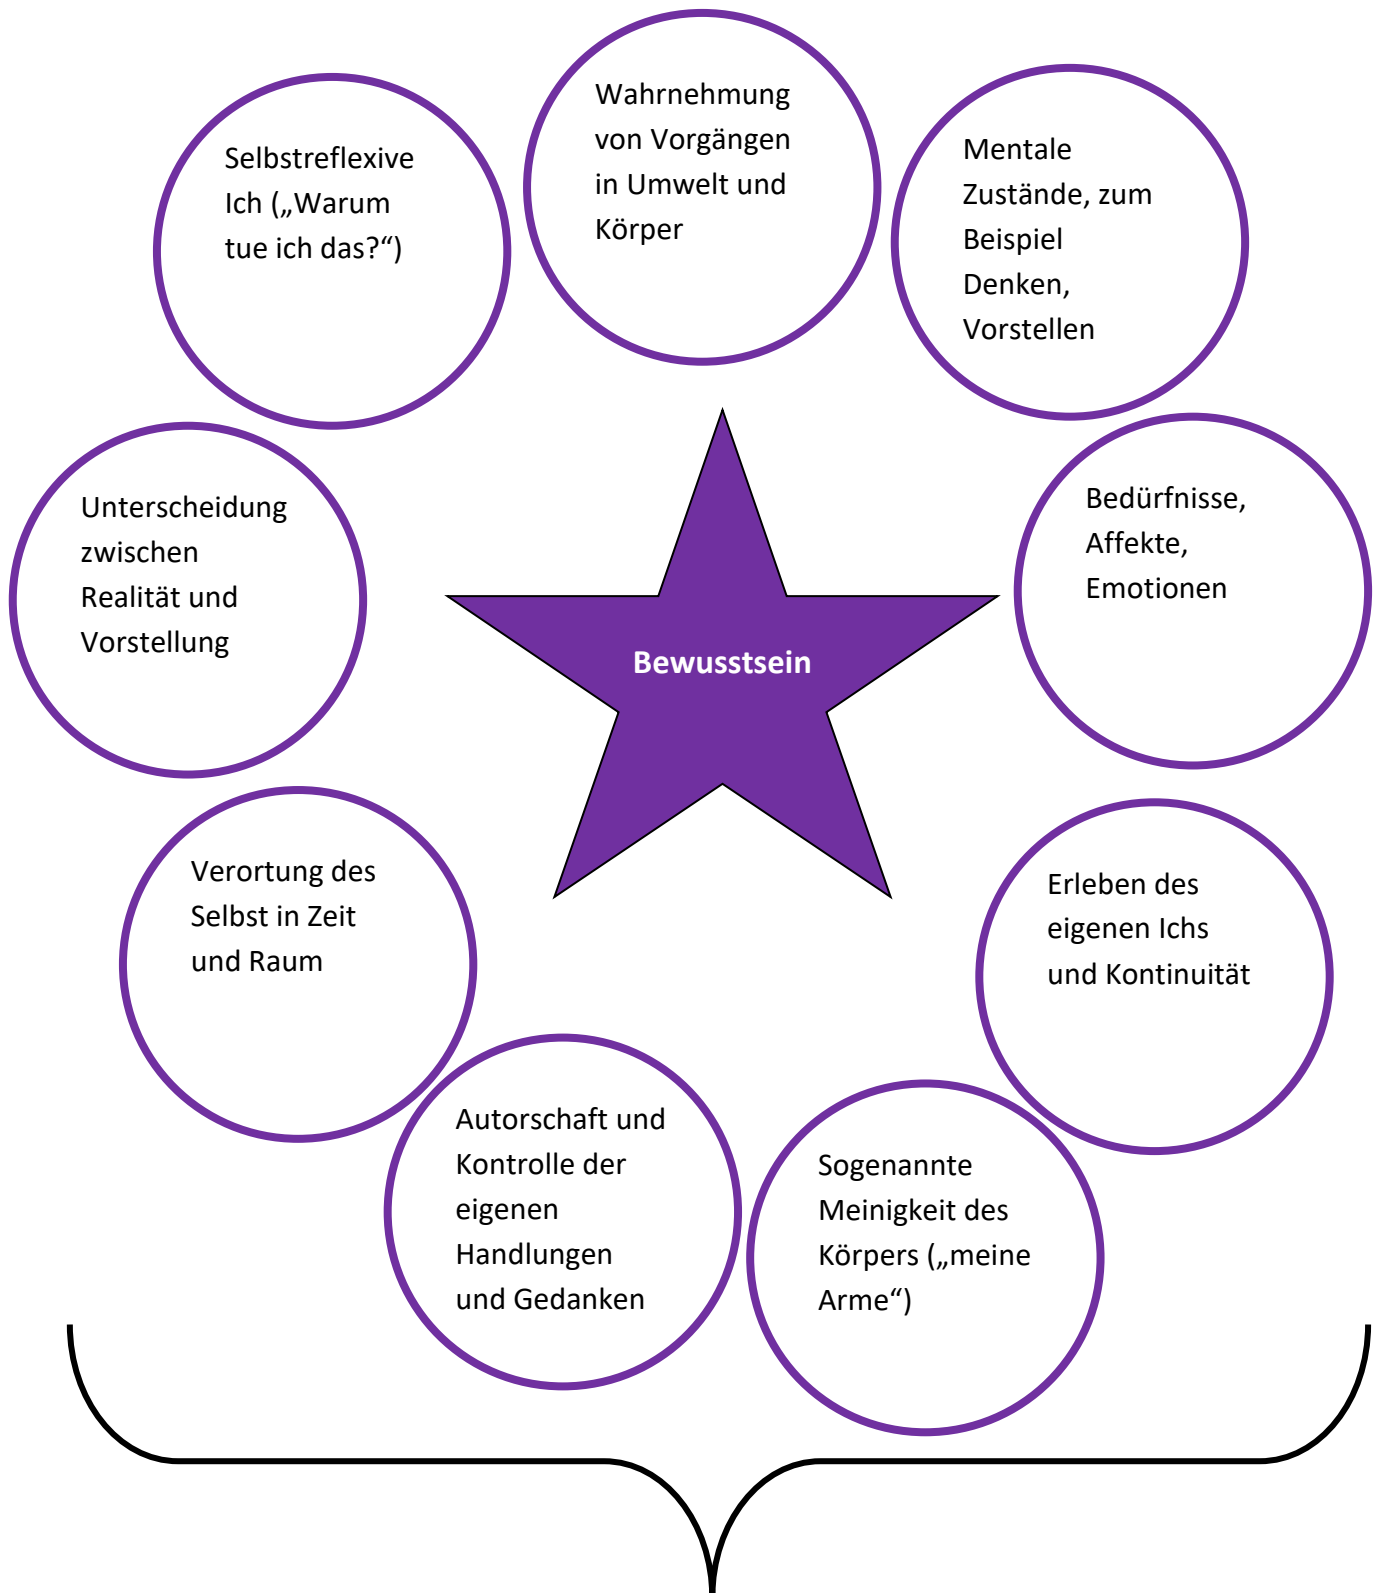 Wahrnehmung
von Vorgängen
in Umwelt und
Körper
Mentale
Zustände, zum
Beispiel
Denken,
Vorstellen
Bedürfnisse,
Affekte,
Emotionen
Erleben des
eigenen Ichs
und Kontinuität
Sogenannte
Meinigkeit des
Körpers („meine
Arme“)
Autorschaft und
Kontrolle der
eigenen
Handlungen
und Gedanken
Verortung des
Selbst in Zeit
und Raum
Unterscheidung
zwischen
Realität und
Vorstellung
Selbstreflexive
Ich („Warum
tue ich das?“)
Bewusstsein